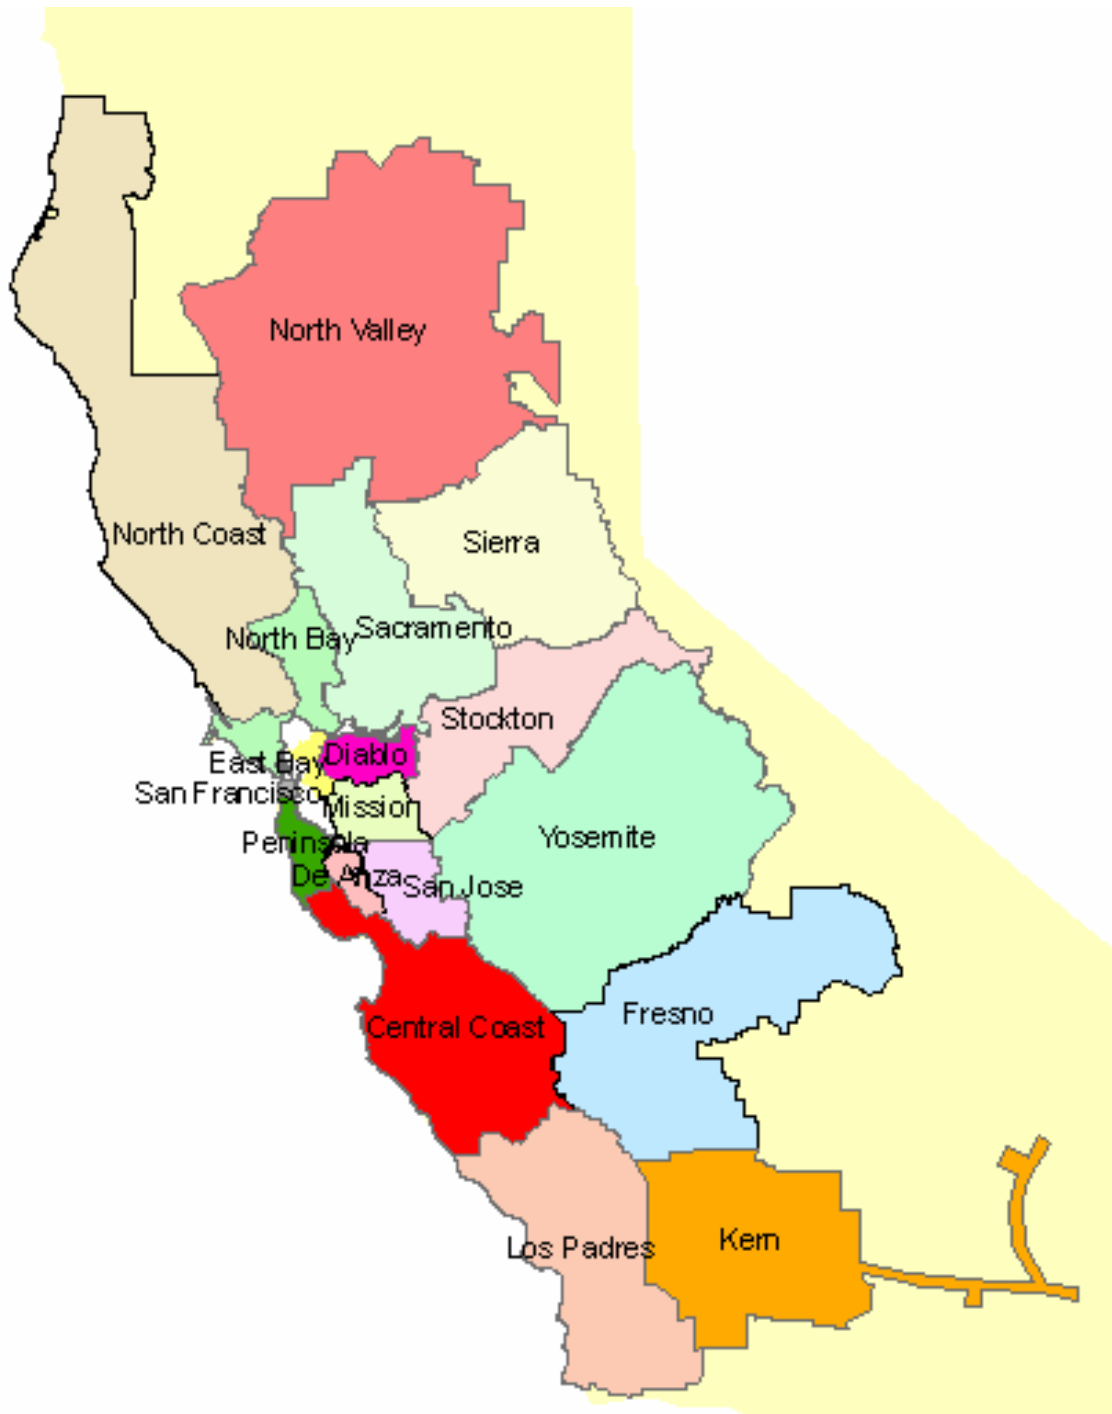 North Valley
North Coast
Sierra
North Bay
Sacramento
Stockton
East Bay
Diablo
San Francisco
Mission
Peninsula
Yosemite
De Anza
San Jose
Central Coast
Fresno
Los Padres
Kern